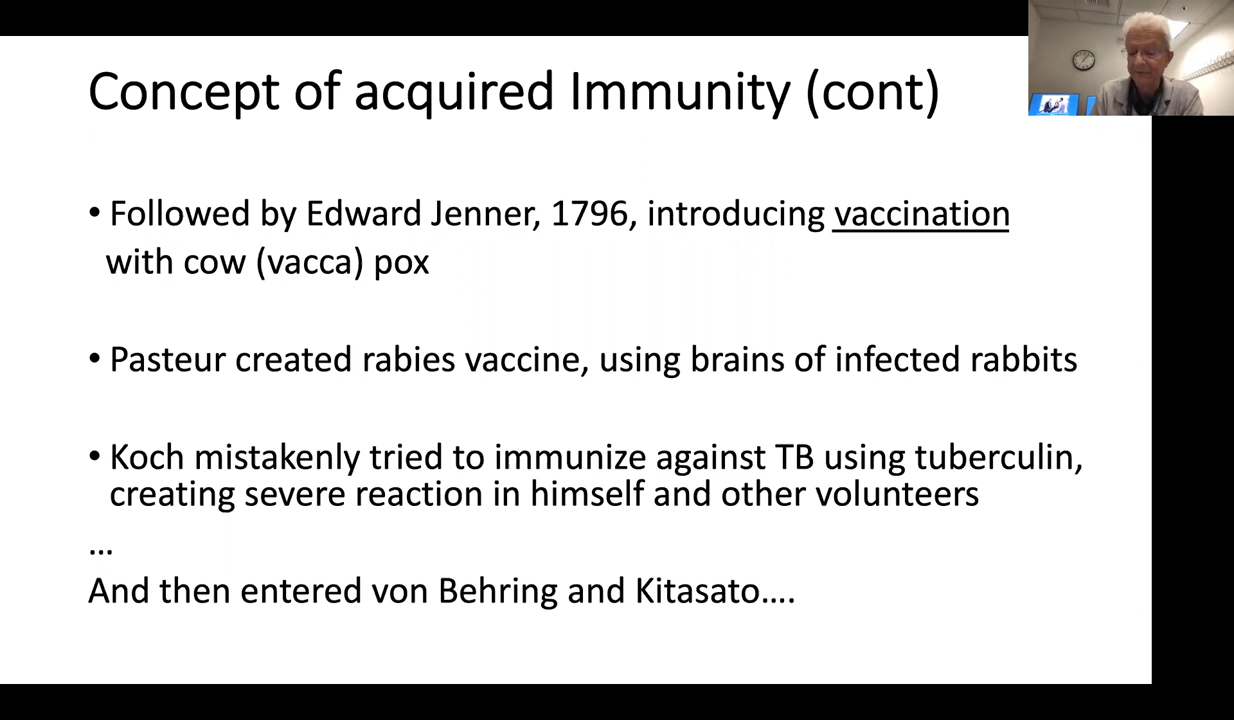 Concept of acquired Immunity (cont)
• Followed by Edward Jenner, 1796, introducing vaccination
with cow (vacca) pox
• Pasteur created rabies vaccine, using brains of infected rabbits
• Koch mistakenly tried to immunize against TB using tuberculin,
creating severe reaction in himself and other volunteers
...
And then entered von Behring and Kitasato....